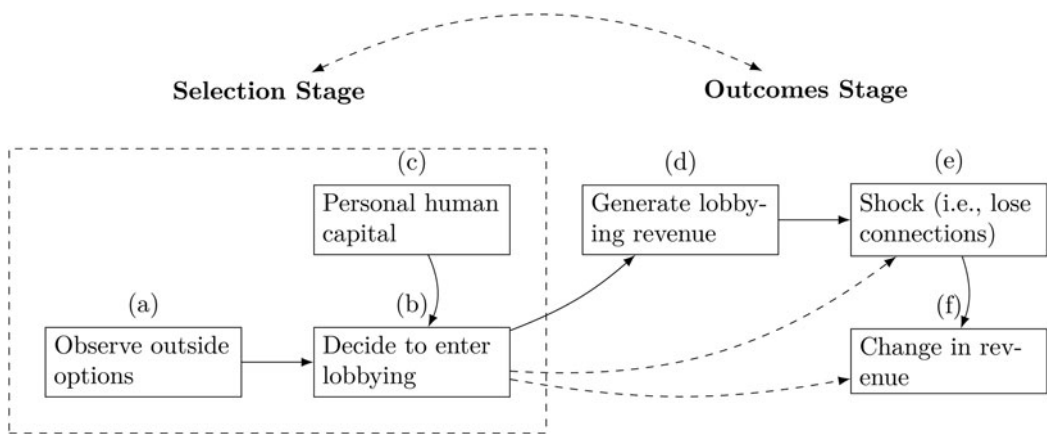 Selection Stage
Outcomes Stage
(c)
(d)
(e)
Personal human
capital
Generate lobby-
ing revenue
Shock (i.e., lose
connections)
(a)
(b)
(f)
Observe outside
options
Decide to enter
lobbying
Change in rev-
enue